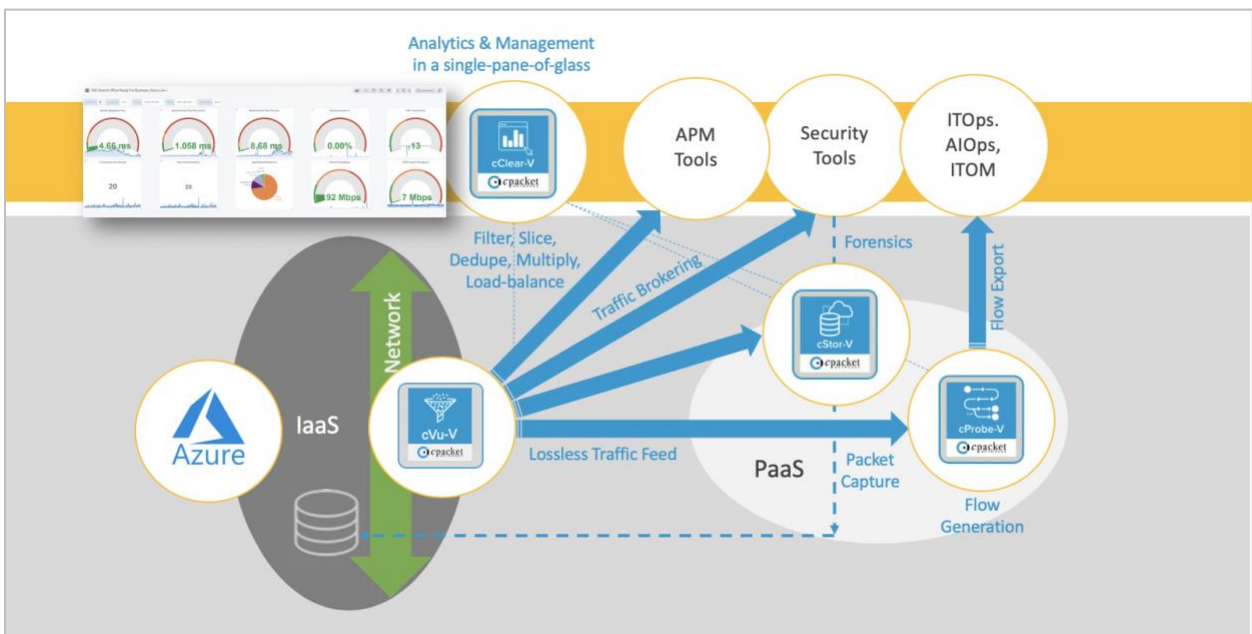 Analytics & Management
in a single-pane-of-glass
4.66 ms
1.058 ms
8.68 ms
0.00%
13
20
20
92 Mbps
7 Mbps
cClear-V
cpacket
APM
Tools
Security
Tools
ITOps.
AIOps,
ITOM
Filter, Slice,
Dedupe, Multiply,
Load-balance
Traffic Brokering
Forensics
Flow Export
Network
cStor-V
cpacket
Azure
IaaS
cVu-V
cpacket
Lossless Traffic Feed
PaaS
Packet
Capture
cProbe-V
cpacket
Flow
Generation